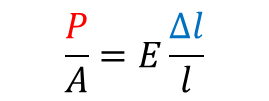 P/A = E Δl/l